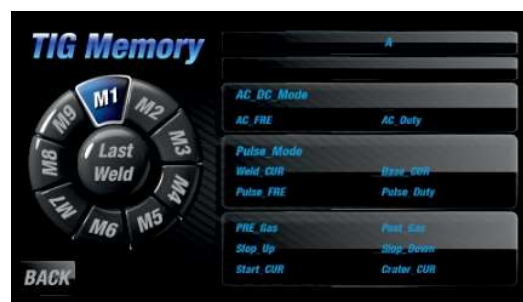 TIG Memory
A
M1
M2
M3
M4
M5
M6
M7
M8
M9
Last
Weld
AC_DC_Mode
AC_FRE AC_Duty
Pulse_Mode
Weld_CUR Base_CUR
Pulse_FRE Pulse_Duty
PRE_Gas Post_Gas
Slop_Up Slop_Down
Start_CUR Crater_CUR
BACK